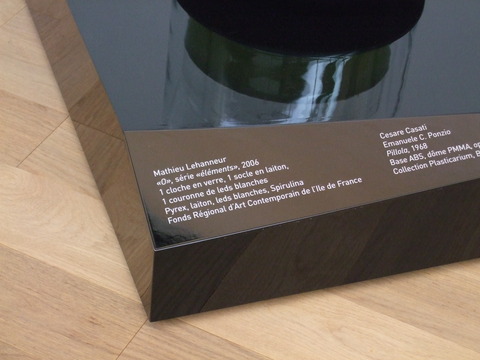 Mathieu Lehanneur
«O», série «éléments», 2006
1 cloche en verre, 1 socle en laiton,
1 couronne de leds blanches
Pyrex, laiton, leds blanches, Spirulina
Fonds Régional d'Art Contemporain de l'Ile de France
Cesare Casati
Emanuele C. Ponzio
Pillola, 1968
Base ABS, dôme PMMA, op
Collection Plasticarium, B